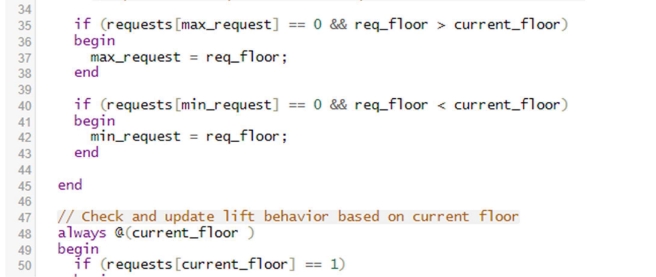 34
35 if (requests[max_request] == 0 && req_floor > current_floor)
36 begin
37 max_request = req_floor;
38 end
39
40 if (requests[min_request] == 0 && req_floor < current_floor)
41 begin
42 min_request = req_floor;
43 end
44
45 end
46
47 // Check and update lift behavior based on current floor
48 always @(current_floor )
49 begin
50 if (requests[current_floor] == 1)